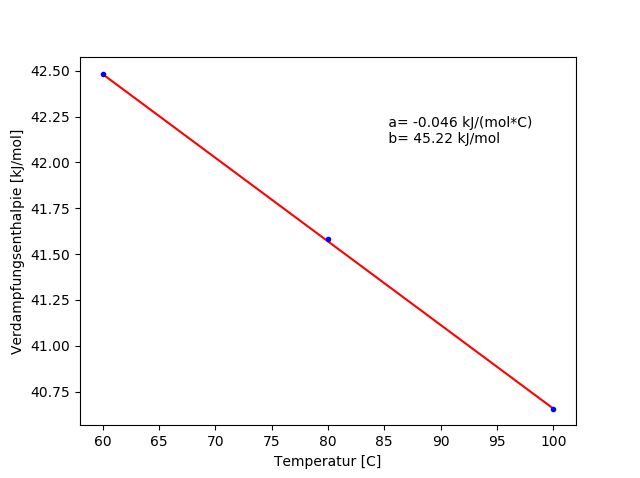 42.50
42.25
42.00
41.75
41.50
41.25
41.00
40.75
Verdampfungsenthalpie [kJ/mol]
a= -0.046 kJ/(mol*C)
b= 45.22 kJ/mol
60 65 70 75 80 85 90 95 100
Temperatur [C]